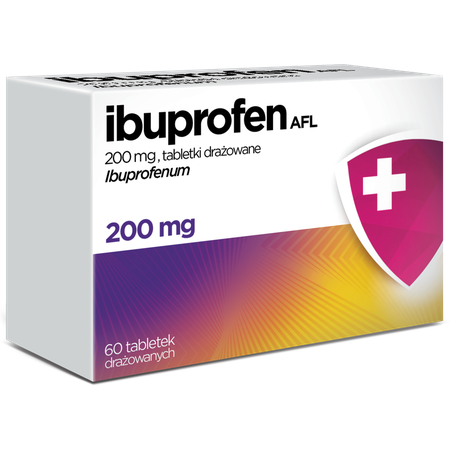 ibuprofen AFL
200 mg, tabletki drażowane
Ibuprofenum
200 mg
60 tabletek
drażowanych